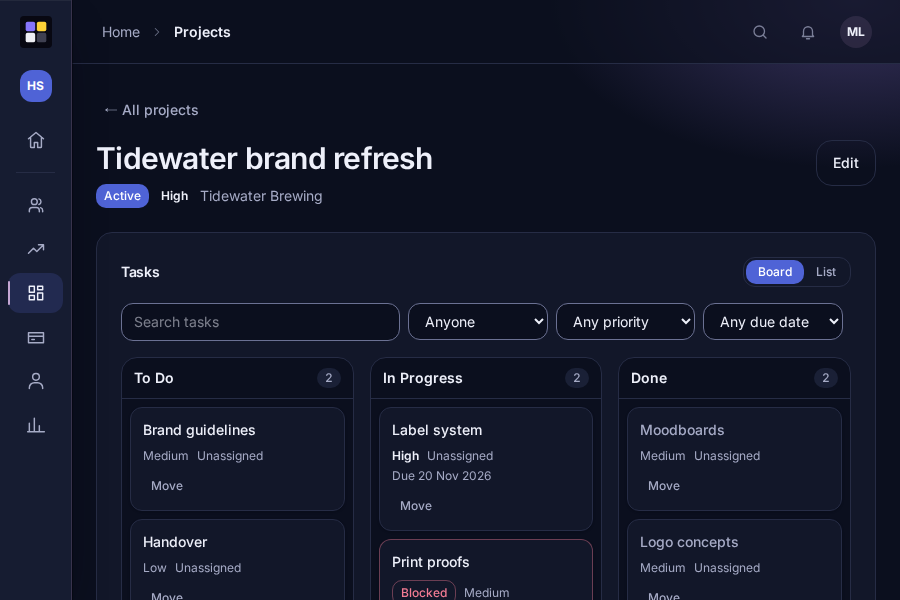 Home > Projects
ML
HS
← All projects
Tidewater brand refresh
Edit
Active High Tidewater Brewing
Tasks
Board List
Search tasks
Anyone
Any priority
Any due date
To Do 2
Brand guidelines
Medium Unassigned
Move
Handover
Low Unassigned
Move
In Progress 2
Label system
High Unassigned
Due 20 Nov 2026
Move
Print proofs
Blocked Medium
Done 2
Moodboards
Medium Unassigned
Move
Logo concepts
Medium Unassigned
Move